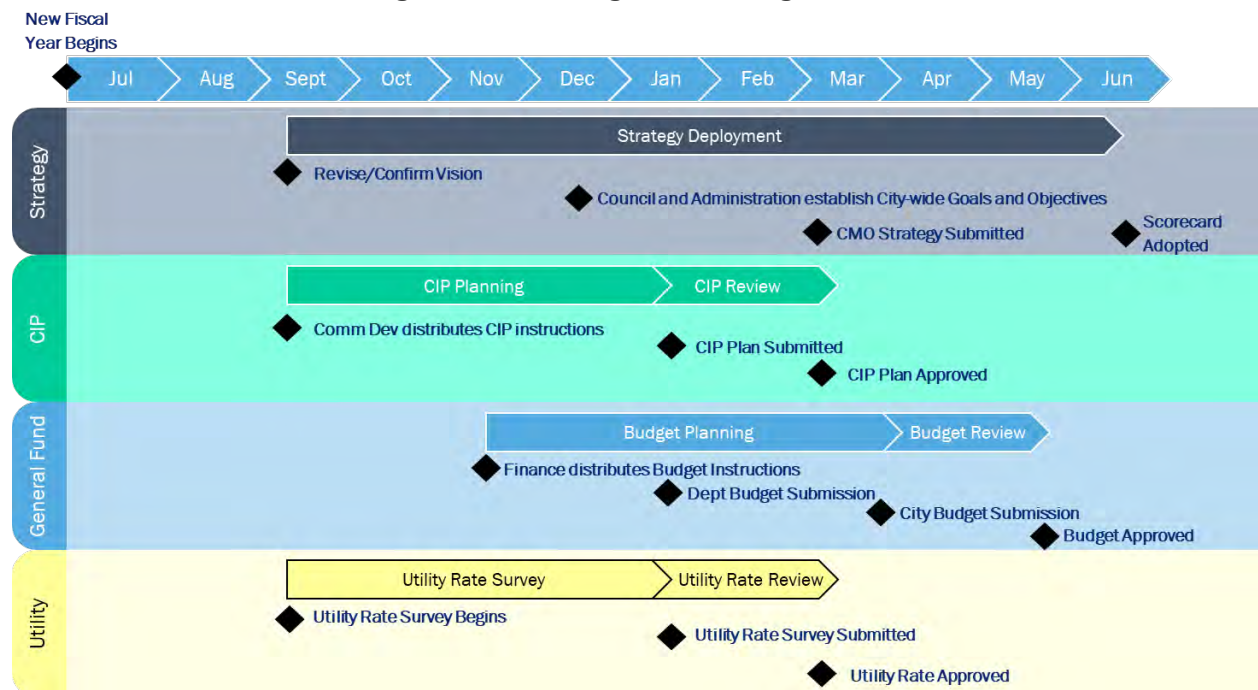 New Fiscal
Year Begins
Jul Aug Sept Oct Nov Dec Jan Feb Mar Apr May Jun
Strategy
Strategy Deployment
Revise/Confirm Vision
Council and Administration establish City-wide Goals and Objectives
CMO Strategy Submitted
Scorecard
Adopted
CIP
CIP Planning
CIP Review
Comm Dev distributes CIP instructions
CIP Plan Submitted
CIP Plan Approved
General Fund
Budget Planning
Budget Review
Finance distributes Budget Instructions
Dept Budget Submission
City Budget Submission
Budget Approved
Utility
Utility Rate Survey
Utility Rate Review
Utility Rate Survey Begins
Utility Rate Survey Submitted
Utility Rate Approved